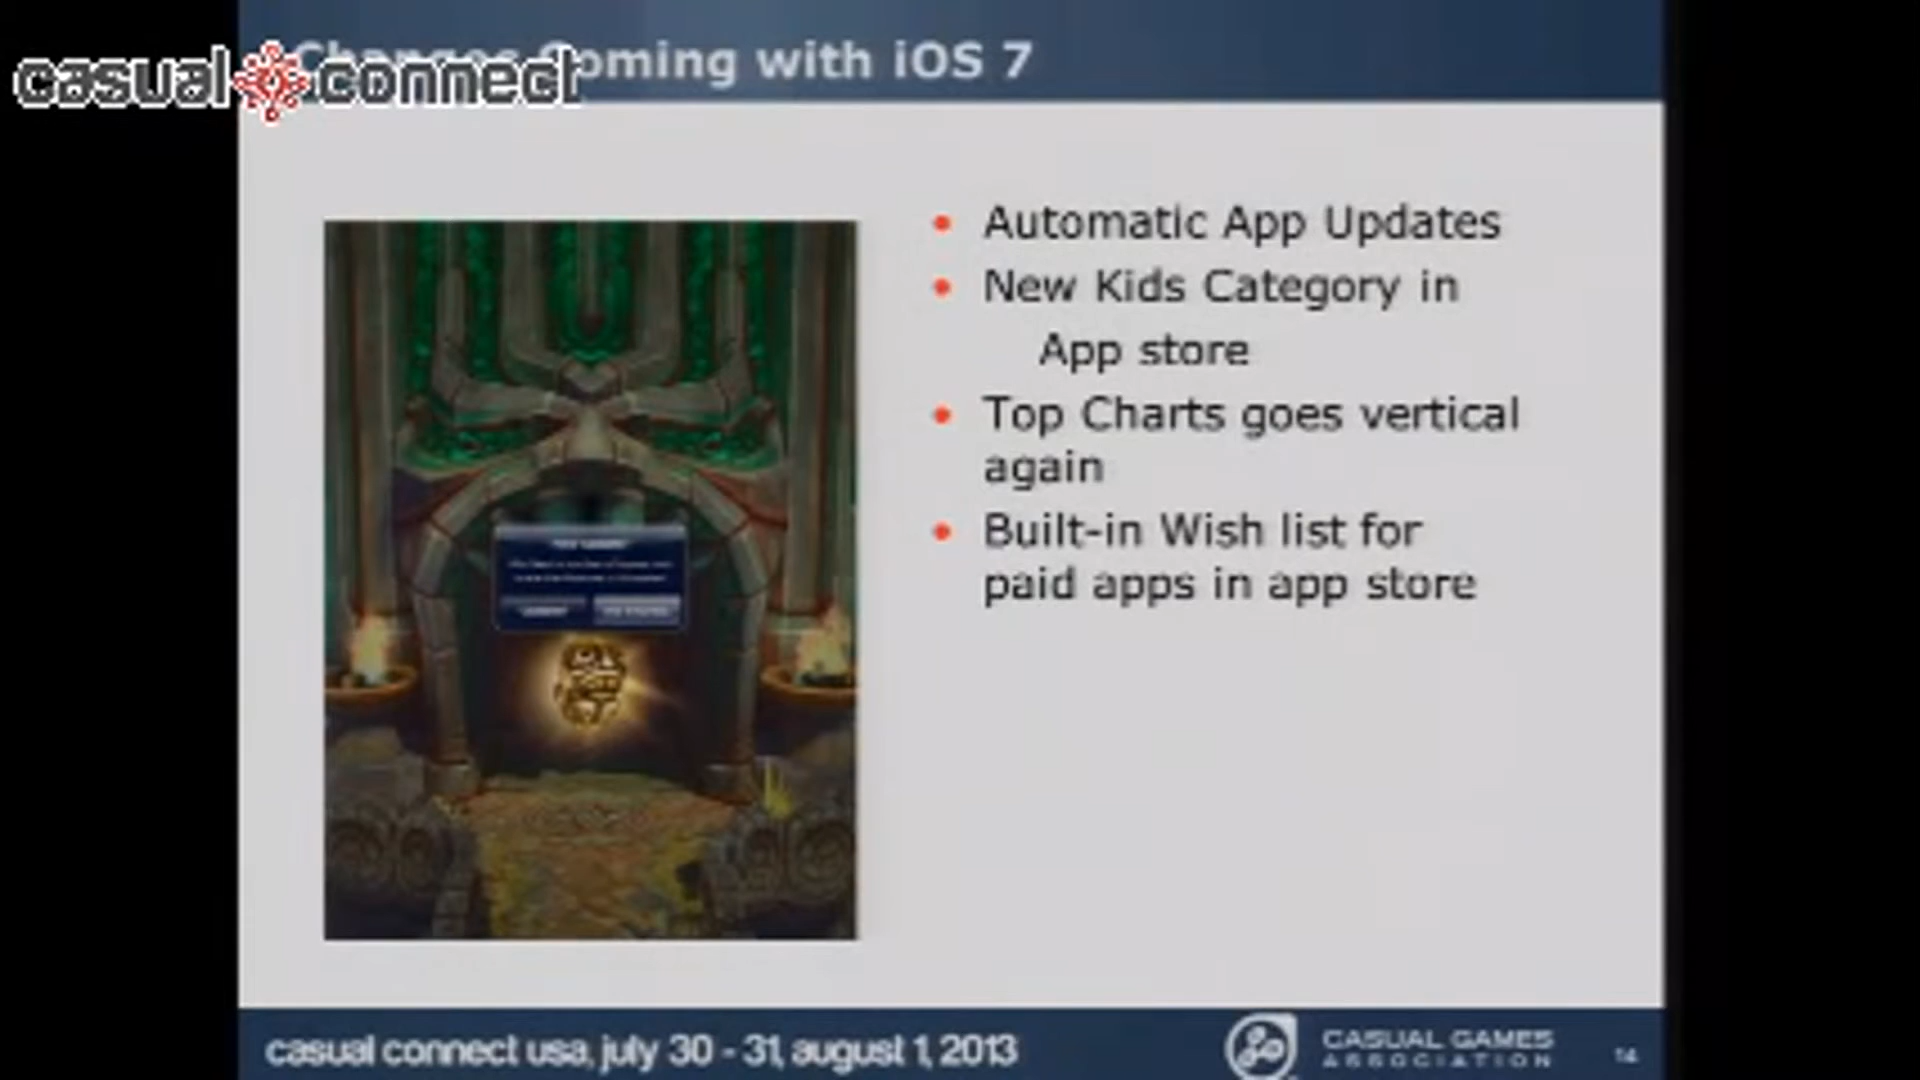 Changes Coming with iOS 7
casual connect
Automatic App Updates
New Kids Category in
App store
Top Charts goes vertical
again
Built-in Wish list for
paid apps in app store
casual connect usa, july 30 - 31, august 1, 2013
CASUAL GAMES
ASSOCIATION
14